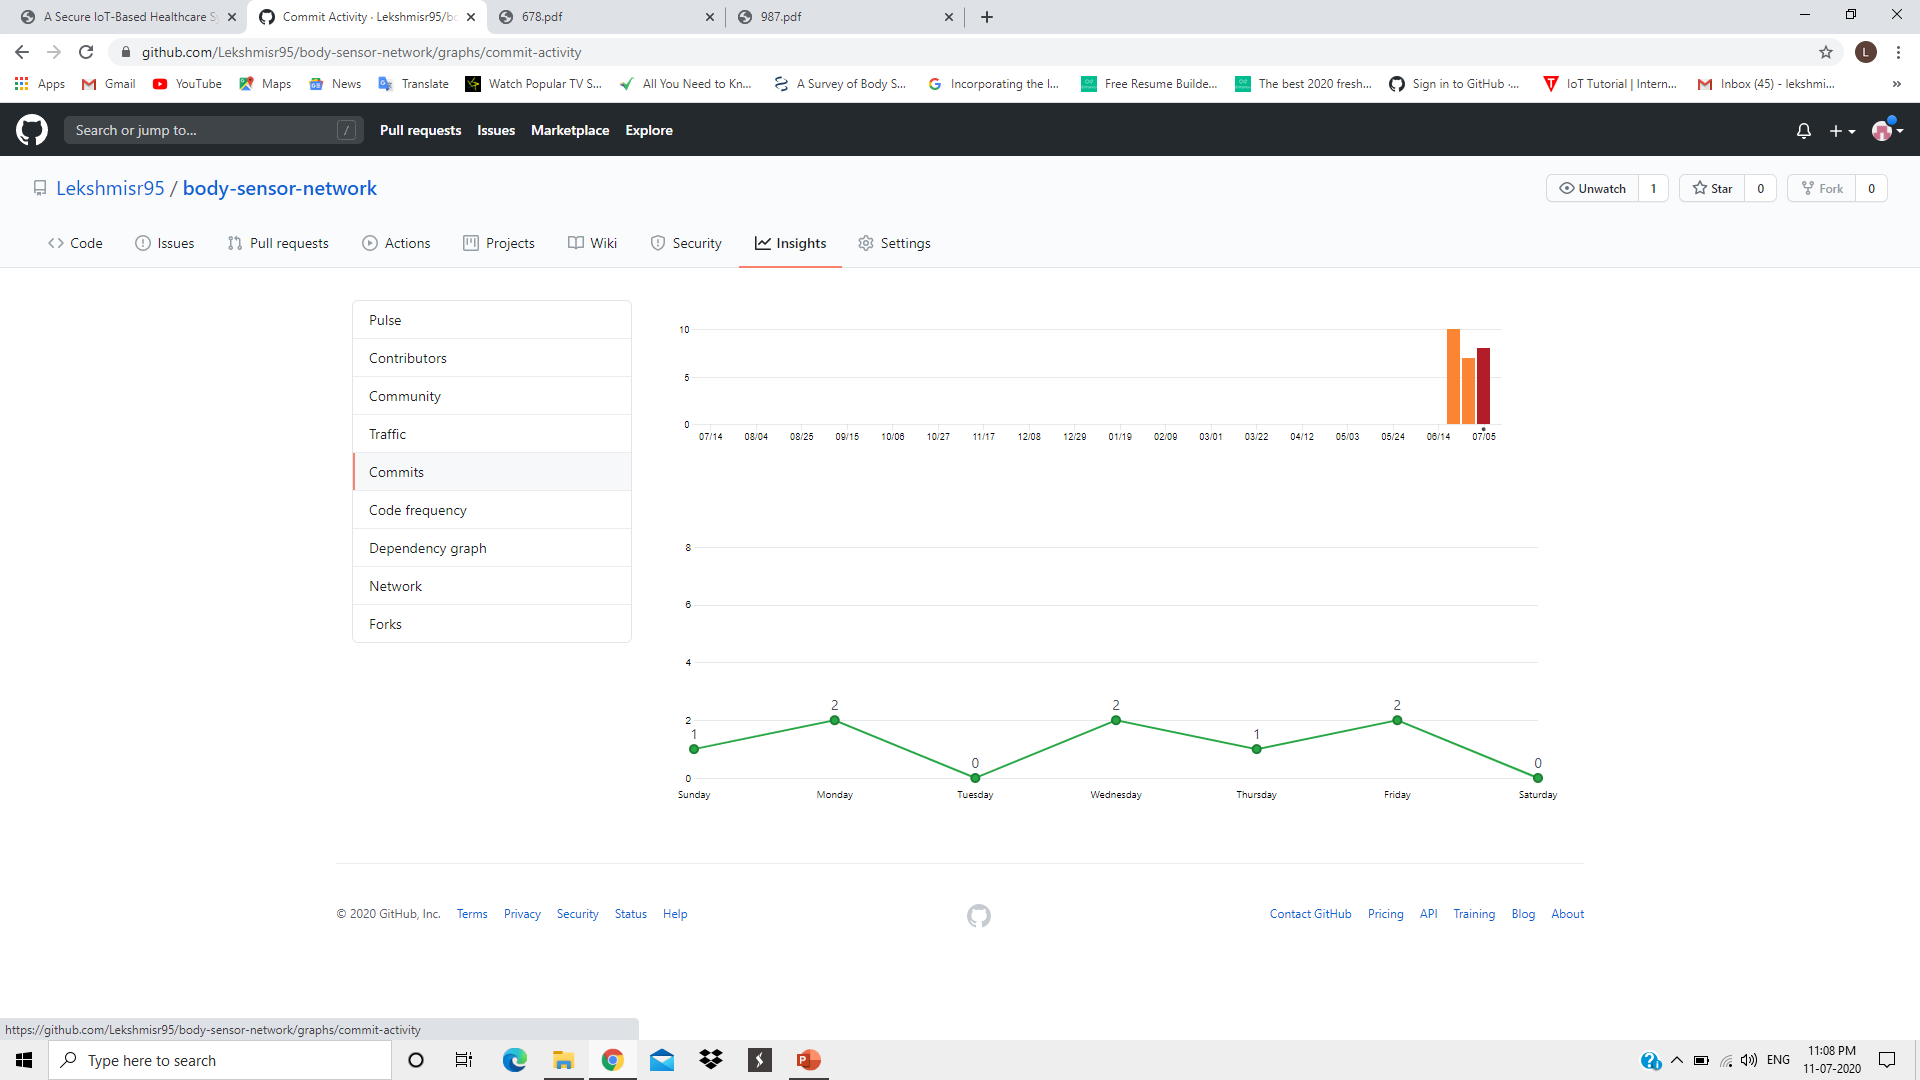 A Secure IoT-Based Healthcare Sy
Commit Activity · Lekshmisr95/bo
678.pdf
987.pdf
github.com/Lekshmisr95/body-sensor-network/graphs/commit-activity
L
Apps
Gmail
YouTube
Maps
News
Translate
Watch Popular TV S...
All You Need to Kn...
A Survey of Body S...
Incorporating the I...
Free Resume Builde...
The best 2020 fresh...
Sign in to GitHub ·...
IoT Tutorial | Intern...
Inbox (45) - lekshmi...
»
Search or jump to...
/
Pull requests
Issues
Marketplace
Explore
Lekshmisr95 / body-sensor-network
Unwatch 1
Star 0
Fork 0
Code
Issues
Pull requests
Actions
Projects
Wiki
Security
Insights
Settings
Pulse
Contributors
Community
Traffic
Commits
Code frequency
Dependency graph
Network
Forks
10
5
0
07/14 08/04 08/25 09/15 10/06 10/27 11/17 12/08 12/29 01/19 02/09 03/01 03/22 04/12 05/03 05/24 06/14 07/05
8
6
4
2
0
1 2 0 2 1 2 0
Sunday Monday Tuesday Wednesday Thursday Friday Saturday
© 2020 GitHub, Inc. Terms Privacy Security Status Help
Contact GitHub Pricing API Training Blog About
https://github.com/Lekshmisr95/body-sensor-network/graphs/commit-activity
Type here to search
ENG
11:08 PM
11-07-2020